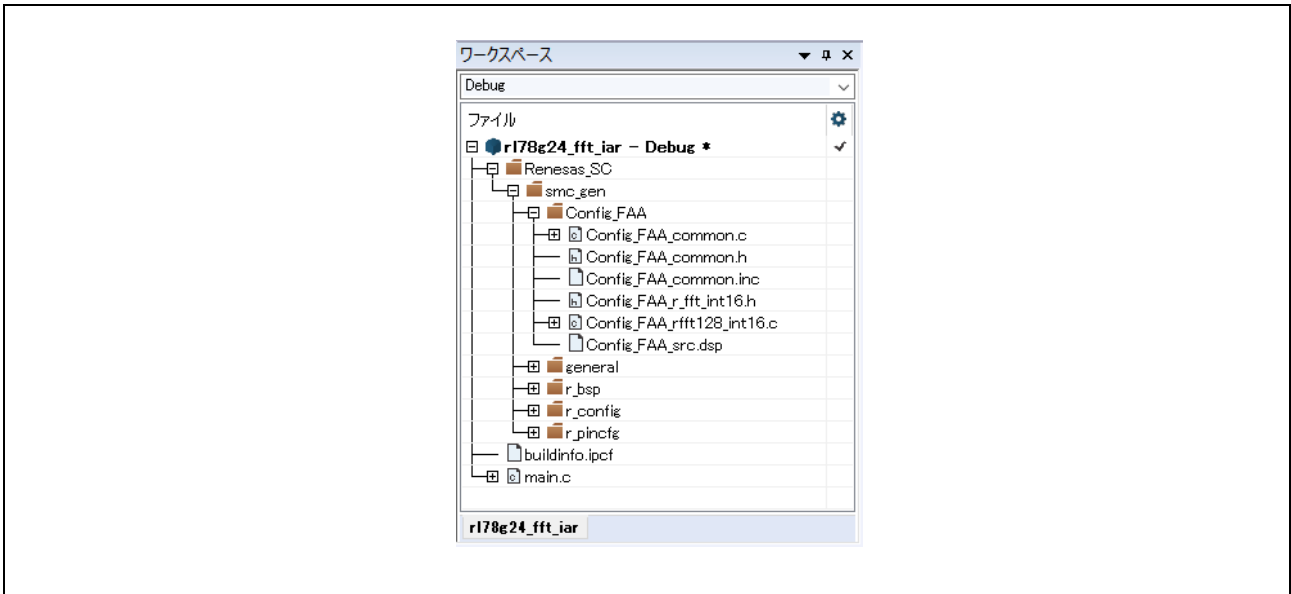 ワークスペース
Debug
ファイル
rl78g24_fft_iar - Debug *
Renesas_SC
smc_gen
Config_FAA
Config_FAA_common.c
Config_FAA_common.h
Config_FAA_common.inc
Config_FAA_r_fft_int16.h
Config_FAA_rfft128_int16.c
Config_FAA_src.dsp
general
r_bsp
r_config
r_pincfg
buildinfo.ipcf
main.c
rl78g24_fft_iar